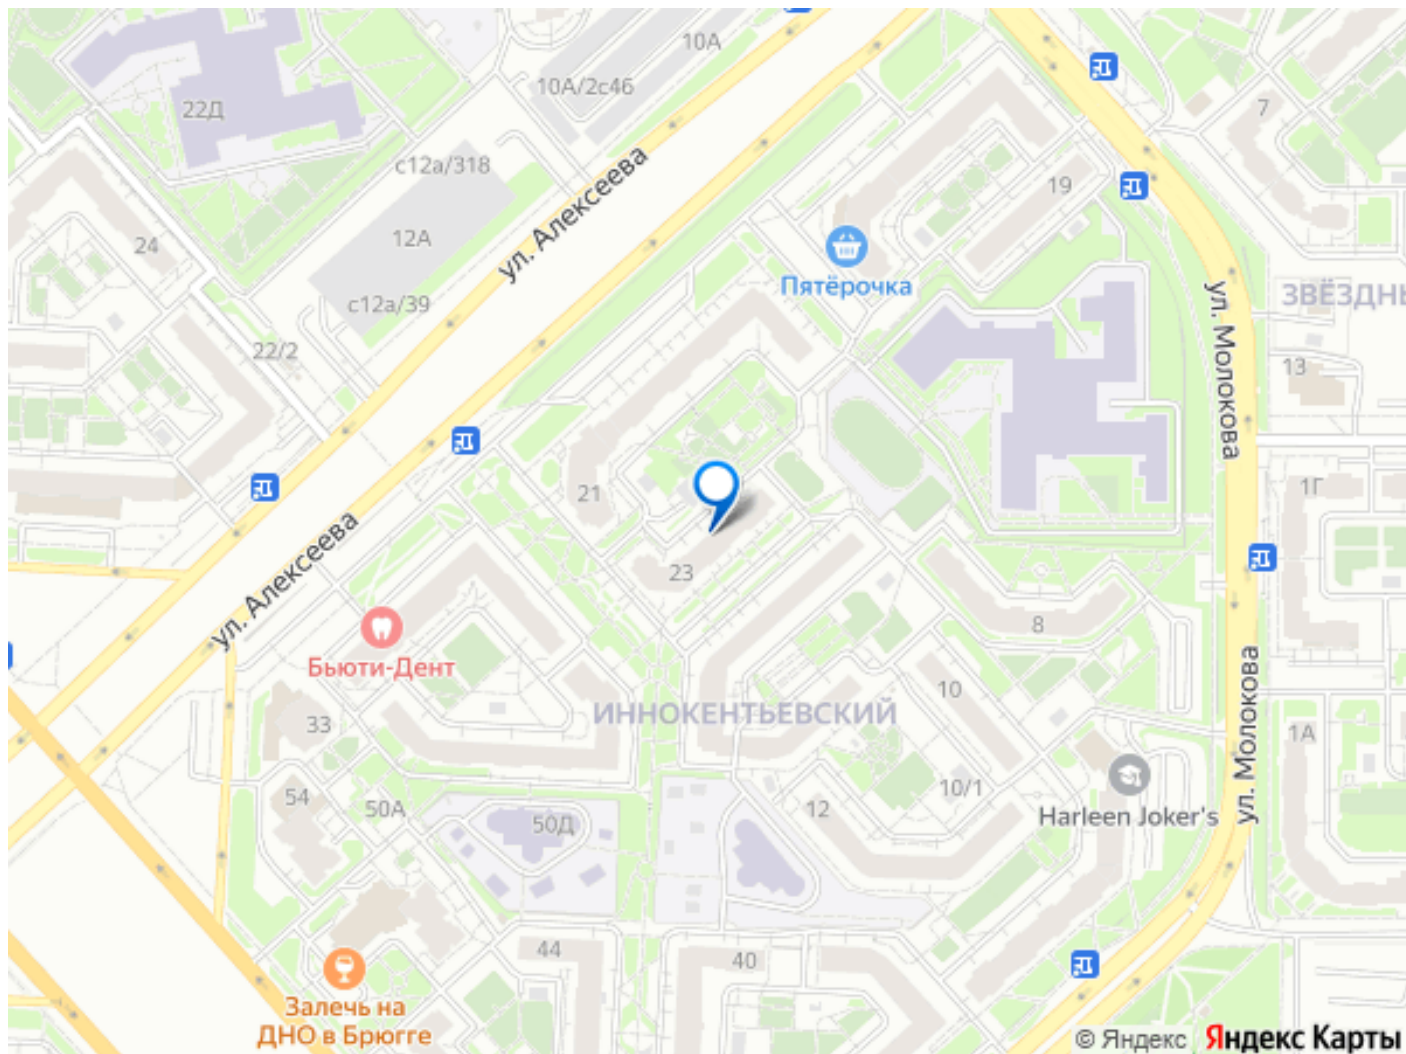 10А
10А/2с46
22Д
7
с12а/318
ул. Алексеева
19
24
12А
Пятёрочка
ЗВЁЗДНЫ
с12а/39
ул. Молокова
22/2
13
21
1Г
ул. Алексеева
23
8
Бьюти-Дент
10
ИННОКЕНТЬЕВСКИЙ
33
ул. Молокова
1А
54
50А
50Д
12
10/1
Harleen Joker's
44
40
Залечь на
ДНО в Брюгге
© Яндекс Яндекс Карты